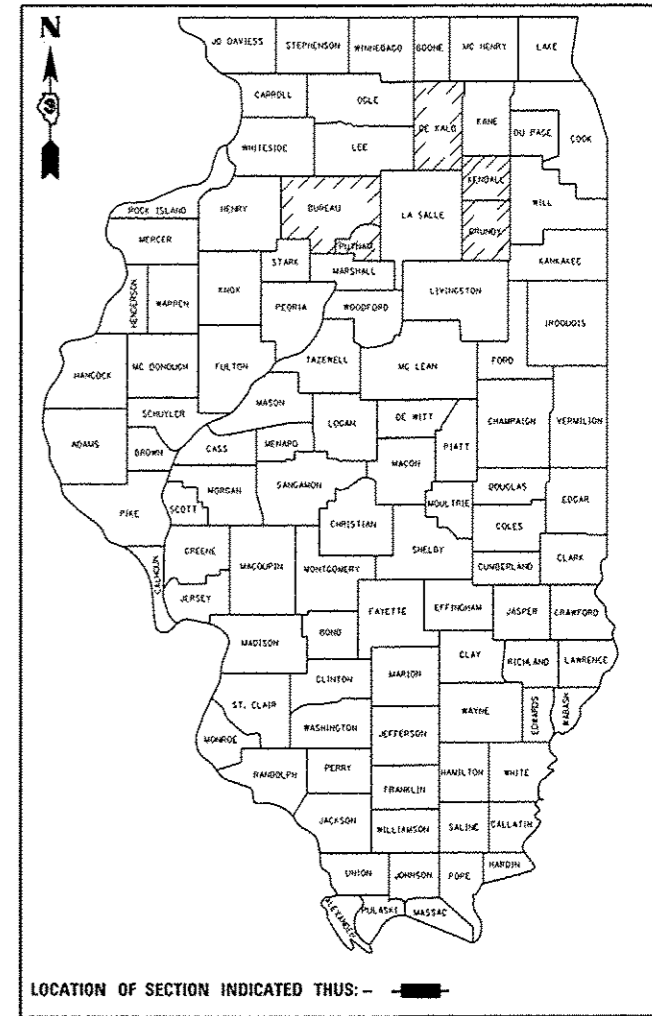 N
JO DAVIESS STEPHENSON WINNEBAGO BOONE MC HENRY LAKE
CARROLL OGLE DE KALB KANE DU PAGE COOK
WHITESIDE LEE KENDALL WILL
ROCK ISLAND HENRY BUREAU LA SALLE GRUNDY
MERCER STARK PUTNAM KANKAKEE
HENDERSON WARREN KNOX PEORIA MARSHALL LIVINGSTON
WOODFORD IROQUOIS
HANCOCK MC DONOUGH FULTON TAZEWELL MC LEAN FORD
SCHUYLER MASON LOGAN DE WITT CHAMPAIGN VERMILION
ADAMS BROWN CASS MENARD PIATT
MACON
PIKE SCOTT MORGAN SANGAMON MOULTRIE DOUGLAS EDGAR
CHRISTIAN COLES
CALHOUN GREENE MACOUPIN MONTGOMERY SHELBY CUMBERLAND CLARK
JERSEY
MADISON BOND FAYETTE EFFINGHAM JASPER CRAWFORD
CLINTON MARION CLAY RICHLAND LAWRENCE
ST. CLAIR WASHINGTON WAYNE EDWARDS WABASH
MONROE JEFFERSON
RANDOLPH PERRY HAMILTON WHITE
FRANKLIN
JACKSON WILLIAMSON SALINE GALLATIN
UNION JOHNSON POPE HARDIN
ALEXANDER PULASKI MASSAC
LOCATION OF SECTION INDICATED THUS: -